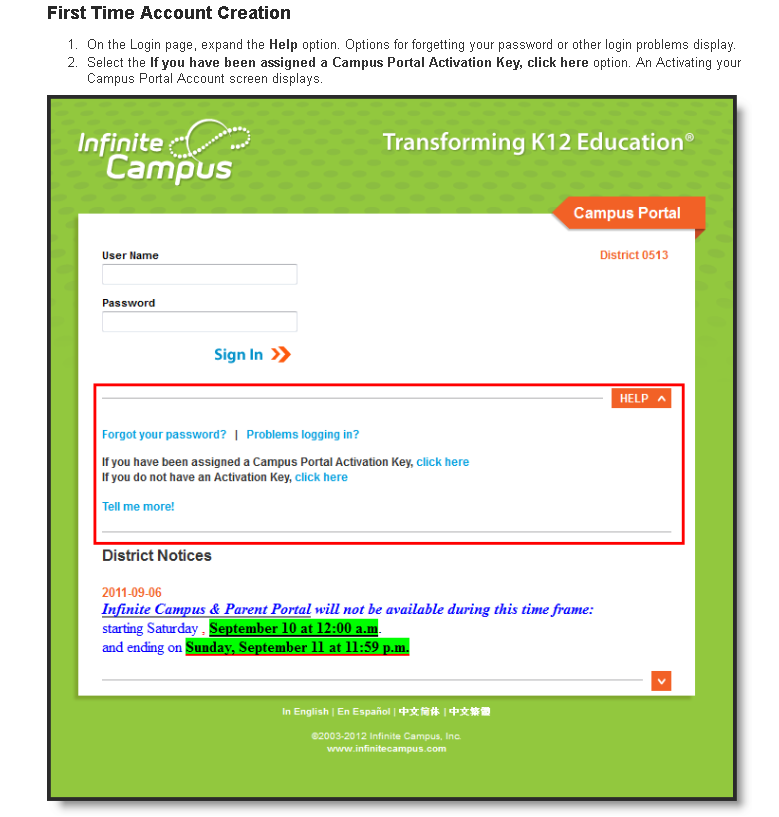 First Time Account Creation
1. On the Login page, expand the Help option. Options for forgetting your password or other login problems display.
2. Select the If you have been assigned a Campus Portal Activation Key, click here option. An Activating your
Campus Portal Account screen displays.
Infinite
Campus
Transforming K12 Education®
Campus Portal
User Name
District 0513
Password
Sign In
HELP
Forgot your password? | Problems logging in?
If you have been assigned a Campus Portal Activation Key, click here
If you do not have an Activation Key, click here
Tell me more!
District Notices
2011-09-06
Infinite Campus & Parent Portal will not be available during this time frame:
starting Saturday , September 10 at 12:00 a.m.
and ending on Sunday, September 11 at 11:59 p.m.
In English | En Español | 中文简体 | 中文繁體
©2003-2012 Infinite Campus, Inc.
www.infinitecampus.com